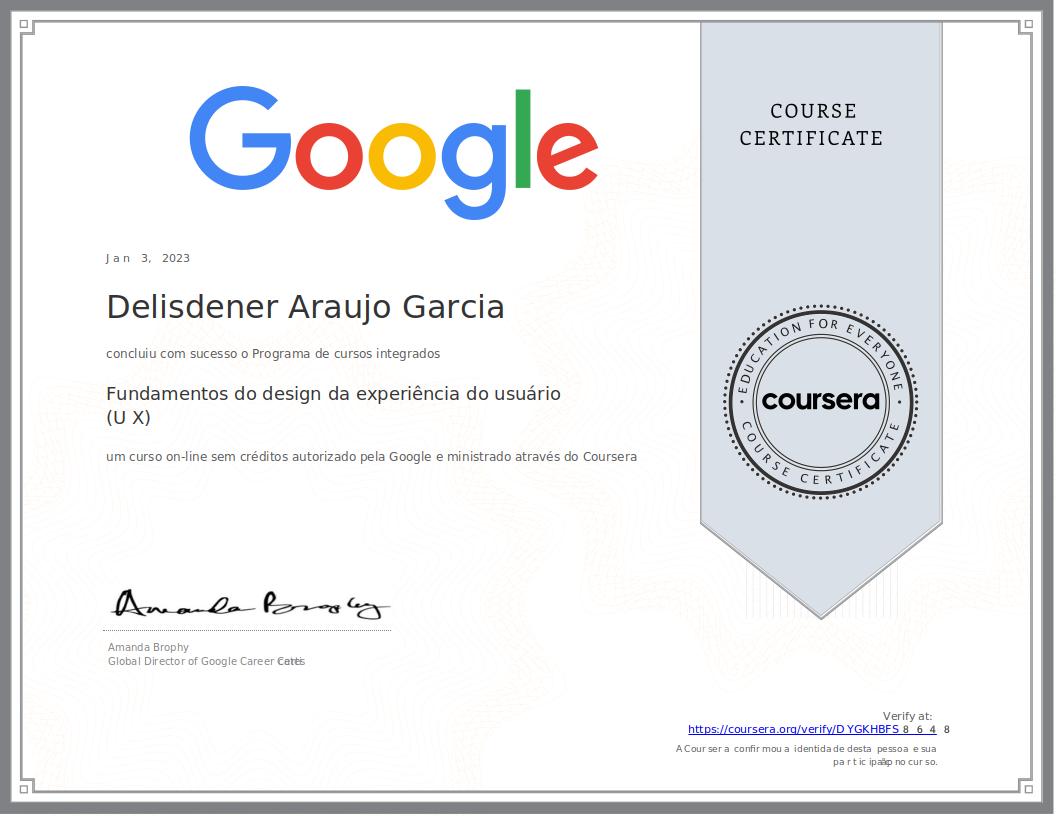 Google
COURSE
CERTIFICATE
Jan 3, 2023
Delisdener Araujo Garcia
concluiu com sucesso o Programa de cursos integrados
Fundamentos do design da experiência do usuário
(U X)
um curso on-line sem créditos autorizado pela Google e ministrado através do Coursera
EDUCATION FOR EVERYONE
coursera
COURSE CERTIFICATE
Amanda Brophy
Amanda Brophy
Global Director of Google Career
Verify at:
https://coursera.org/verify/DYGKHBFS8648
A Coursera confirmou a identidade desta pessoa e sua
participação no curso.